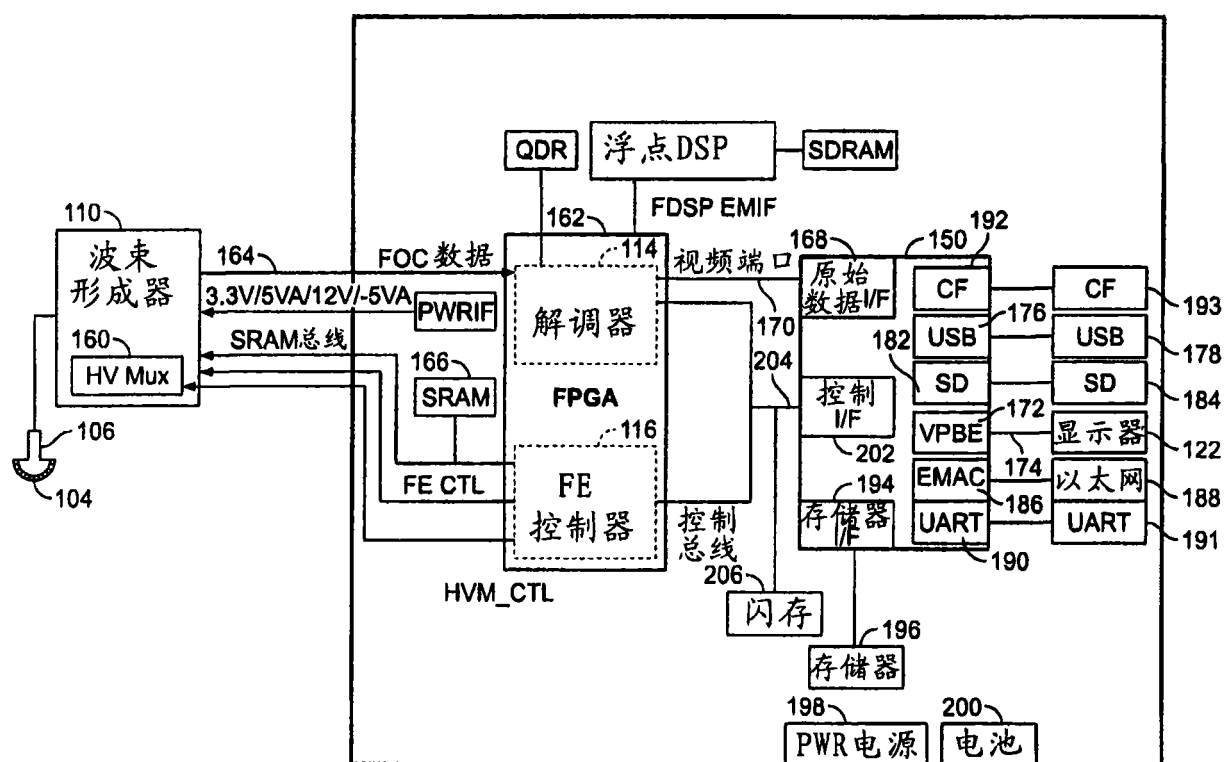 QDR
浮点DSP
SDRAM
FDSP EMIF
110
波束
形成器
160
HV Mux
106
104
164
FOC 数据
3.3V/5VA/12V/-5VA
PWRIF
SRAM总线
166
SRAM
FE CTL
HVM_CTL
162
114
解调器
FPGA
116
FE
控制器
视频端口
170
204
控制
总线
206
闪存
168
150
192
原始
数据I/F
控制
I/F
202
194
存储器
I/F
196
存储器
CF
176
USB
182
SD
172
VPBE
174
EMAC
186
UART
190
CF
193
USB
178
SD
184
显示器
122
以太网
188
UART
191
198
PWR电源
200
电池